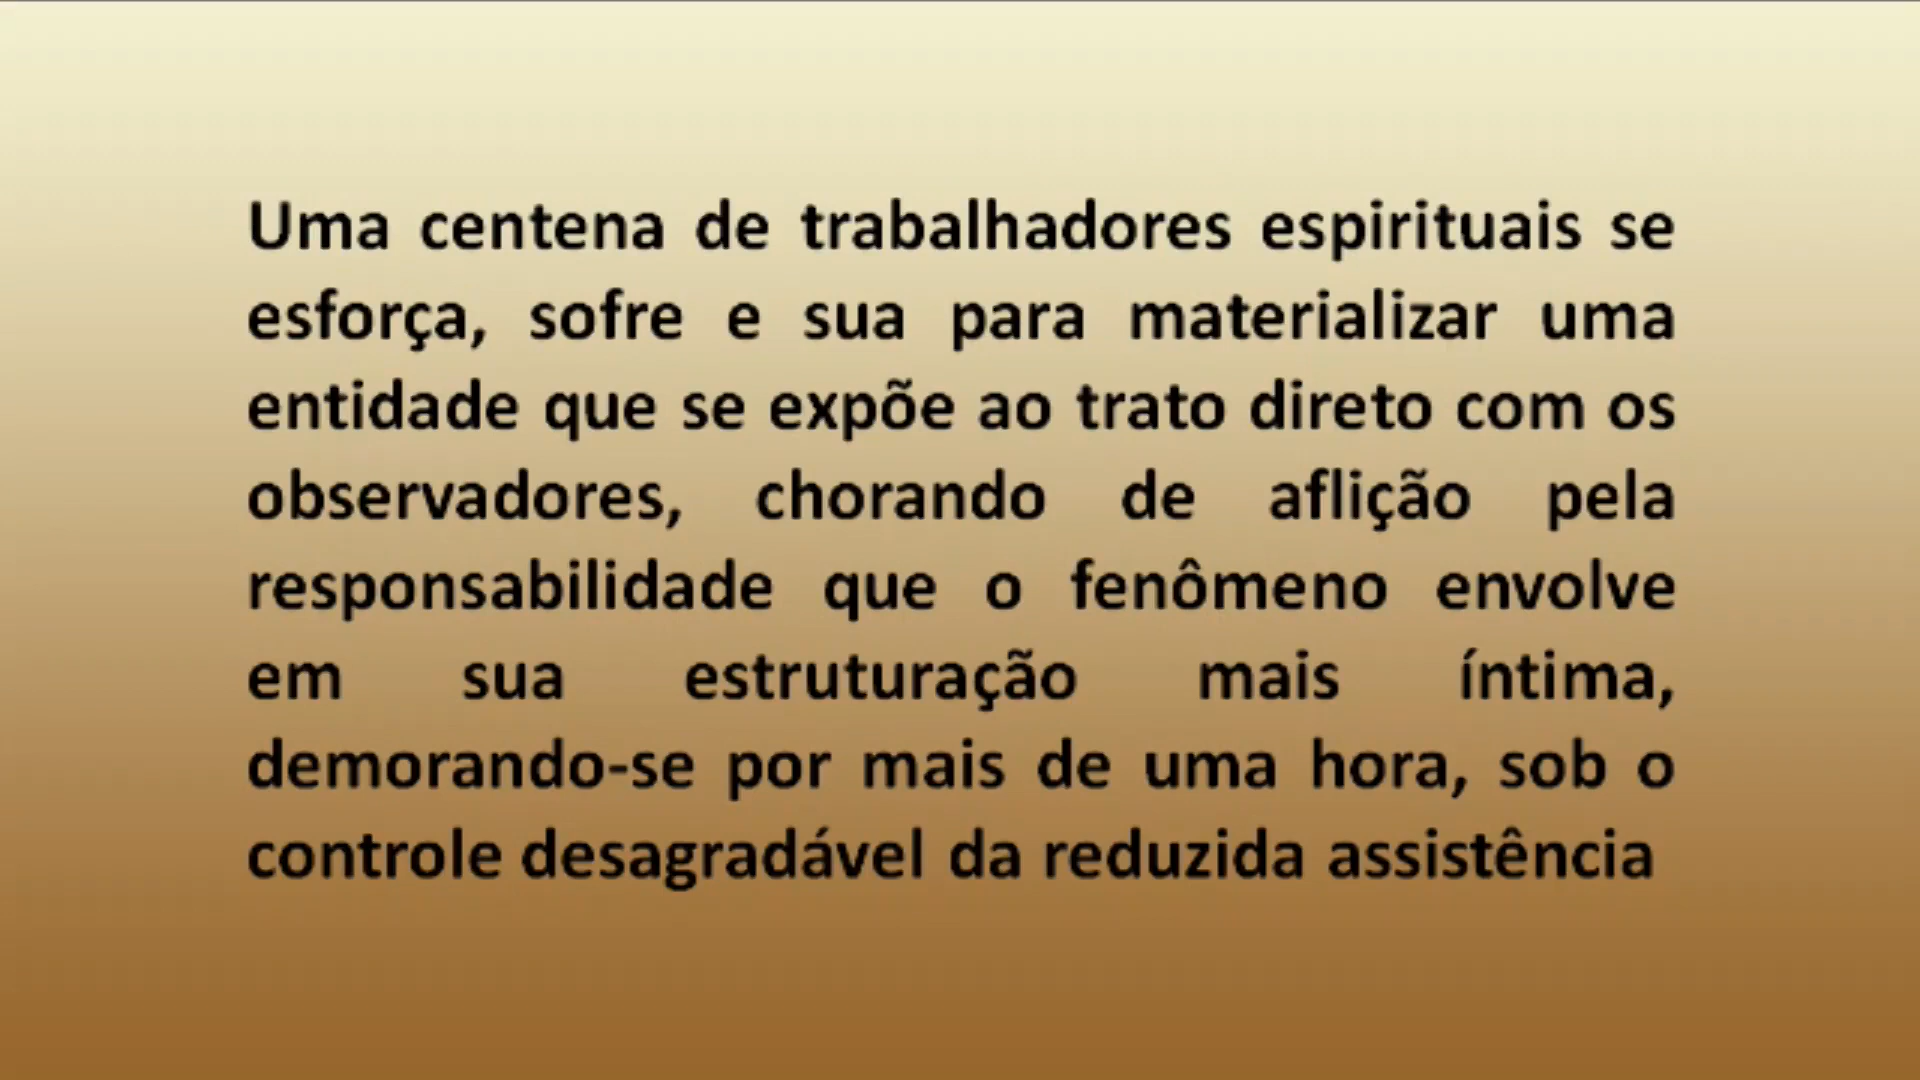 Uma centena de trabalhadores espirituais se
esforça, sofre e sua para materializar uma
entidade que se expõe ao trato direto com os
observadores, chorando de aflição pela
responsabilidade que o fenômeno envolve
em sua estruturação mais íntima,
demorando-se por mais de uma hora, sob o
controle desagradável da reduzida assistência